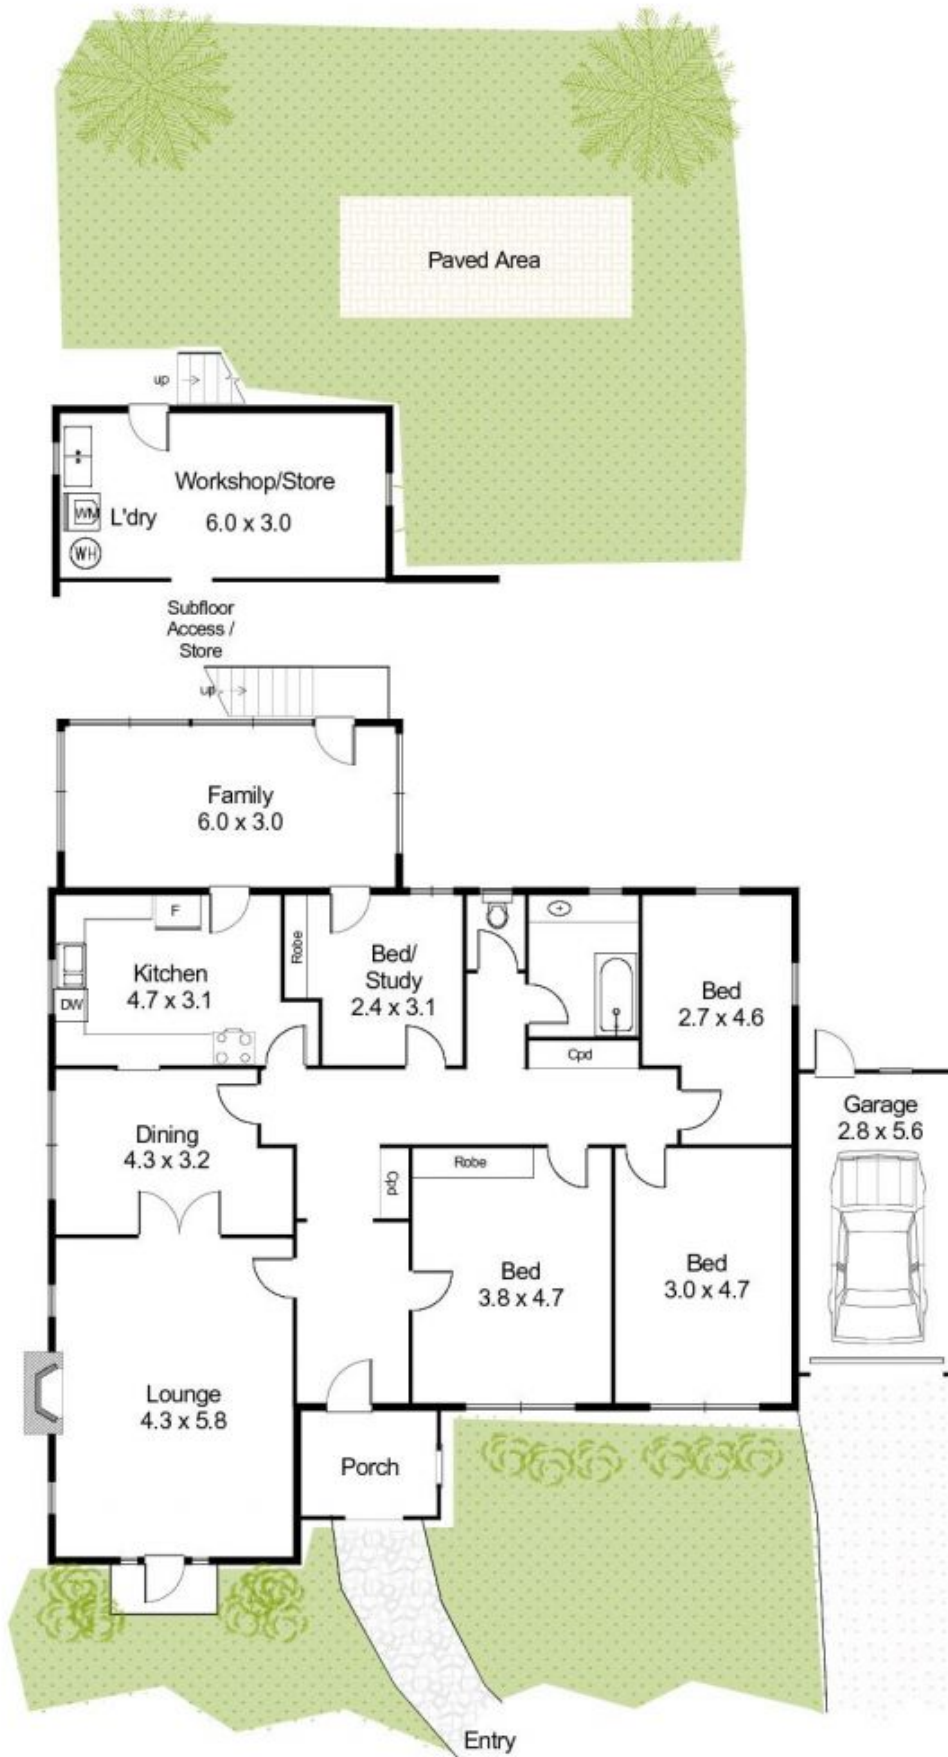 Paved Area
up
Workshop/Store
6.0 x 3.0
WM
L'dry
WH
Subfloor
Access /
Store
up
Family
6.0 x 3.0
F
Robe
Kitchen
4.7 x 3.1
DW
Bed/
Study
2.4 x 3.1
Bed
2.7 x 4.6
Cpd
Dining
4.3 x 3.2
Garage
2.8 x 5.6
Cpd
Robe
Bed
3.8 x 4.7
Bed
3.0 x 4.7
Lounge
4.3 x 5.8
Porch
Entry